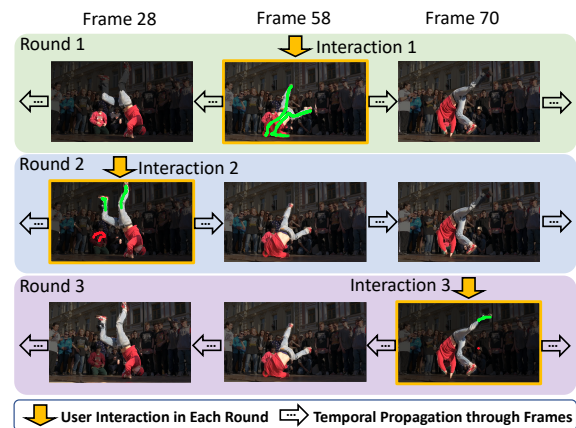 Frame 28 Frame 58 Frame 70
Round 1
Interaction 1
Round 2
Interaction 2
Round 3
Interaction 3
User Interaction in Each Round Temporal Propagation through Frames